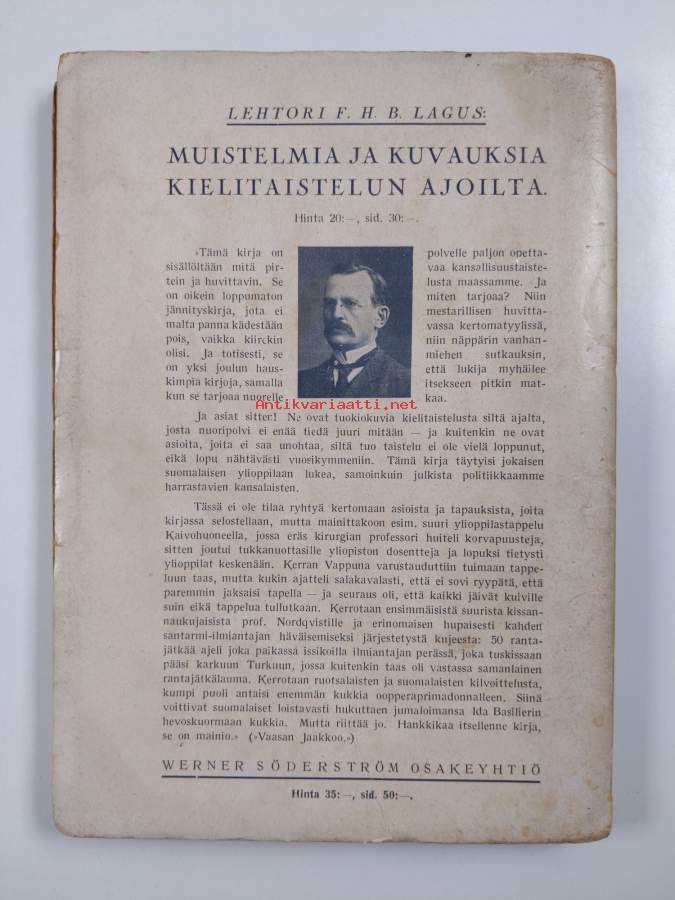 LEHTORI F. H. B. LAGUS:
MUISTELMIA JA KUVAUKSIA
KIELITAISTELUN AJOILTA.
Hinta 20:—, sid. 30:—.
»Tämä kirja on
sisällöltään mitä pir-
tein ja huvittavin. Se
on oikein loppumaton
jännityskirja, jota ei
malta panna kädestään
pois, vaikka kiirekin
olisi. Ja totisesti, se
on yksi joulun haus-
kimpia kirjoja, samalla
kun se tarjoaa nuorelle
polvelle paljon opetta-
vaa kansallisuustaiste-
lusta maassamme. Ja
miten tarjoaa? Niin
mestarillisen huvitta-
vassa kertomatyylissä,
niin näppärin vanhan-
miehen sutkauksin,
että lukija myhäilee
itsekseen pitkin mat-
kaa.
Antikvariaatti.net
Ja asiat sitten! Ne ovat tuokiokuvia kielitaistelusta siltä ajalta,
josta nuoripolvi ei enää tiedä juuri mitään — ja kuitenkin ne ovat
asioita, joita ei saa unohtaa, siltä tuo taistelu ei ole vielä loppunut,
eikä lopu nähtävästi vuosikymmeniin. Tämä kirja täytyisi jokaisen
suomalaisen ylioppilaan lukea, samoinkuin julkista politiikkaamme
harrastavien kansalaisten.
Tässä ei ole tilaa ryhtyä kertomaan asioista ja tapauksista, joita
kirjassa selostellaan, mutta mainittakoon esim. suuri ylioppilastappelu
Kaivohuoneella, jossa eräs kirurgian professori huiteli korvapuusteja,
sitten joutui tukkanuottasille yliopiston dosentteja ja lopuksi tietysti
ylioppilat keskenään. Kerran Vappuna varustauduttiin tuimaan tappe-
luun taas, mutta kukin ajatteli salakavalasti, että ei sovi ryypätä, että
paremmin jaksaisi tapella — ja seuraus oli, että kaikki jäivät kuiville
suin eikä tappelua tullutkaan. Kerrotaan ensimmäisistä suurista kissan-
naukujaisista prof. Nordqvistille ja erinomaisen hupaisesti kahden
santarmi-ilmiantajan häväisemiseksi järjestetystä kujeesta: 50 ranta-
jätkää ajeli joka paikassa issikoilla ilmiantajan perässä, joka tuskissaan
pääsi karkuun Turkuun, jossa kuitenkin taas oli vastassa samanlainen
rantajätkälauma. Kerrotaan ruotsalaisten ja suomalaisten kilvoittelusta,
kumpi puoli antaisi enemmän kukkia oopperaprimadonnalleen. Siinä
voittivat suomalaiset loistavasti hukuttaen jumaloimansa Ida Basilierin
hevoskuormaan kukkia. Mutta riittää jo. Hankkikaa itsellenne kirja,
se on mainio.» (»Vaasan Jaakkoo.»)
WERNER SÖDERSTRÖM OSAKEYHTIÖ
Hinta 35:—, sid. 50:—.